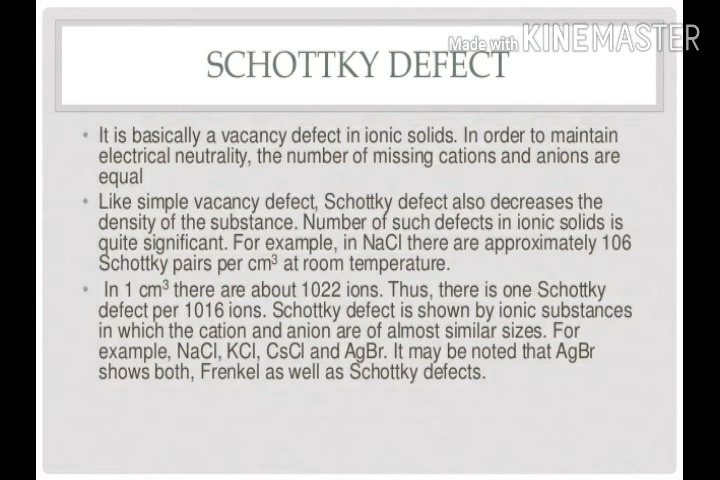 Made with KINEMASTER
SCHOTTKY DEFECT
• It is basically a vacancy defect in ionic solids. In order to maintain
electrical neutrality, the number of missing cations and anions are
equal
• Like simple vacancy defect, Schottky defect also decreases the
density of the substance. Number of such defects in ionic solids is
quite significant. For example, in NaCl there are approximately 106
Schottky pairs per cm³ at room temperature.
• In 1 cm³ there are about 1022 ions. Thus, there is one Schottky
defect per 1016 ions. Schottky defect is shown by ionic substances
in which the cation and anion are of almost similar sizes. For
example, NaCl, KCl, CsCl and AgBr. It may be noted that AgBr
shows both, Frenkel as well as Schottky defects.